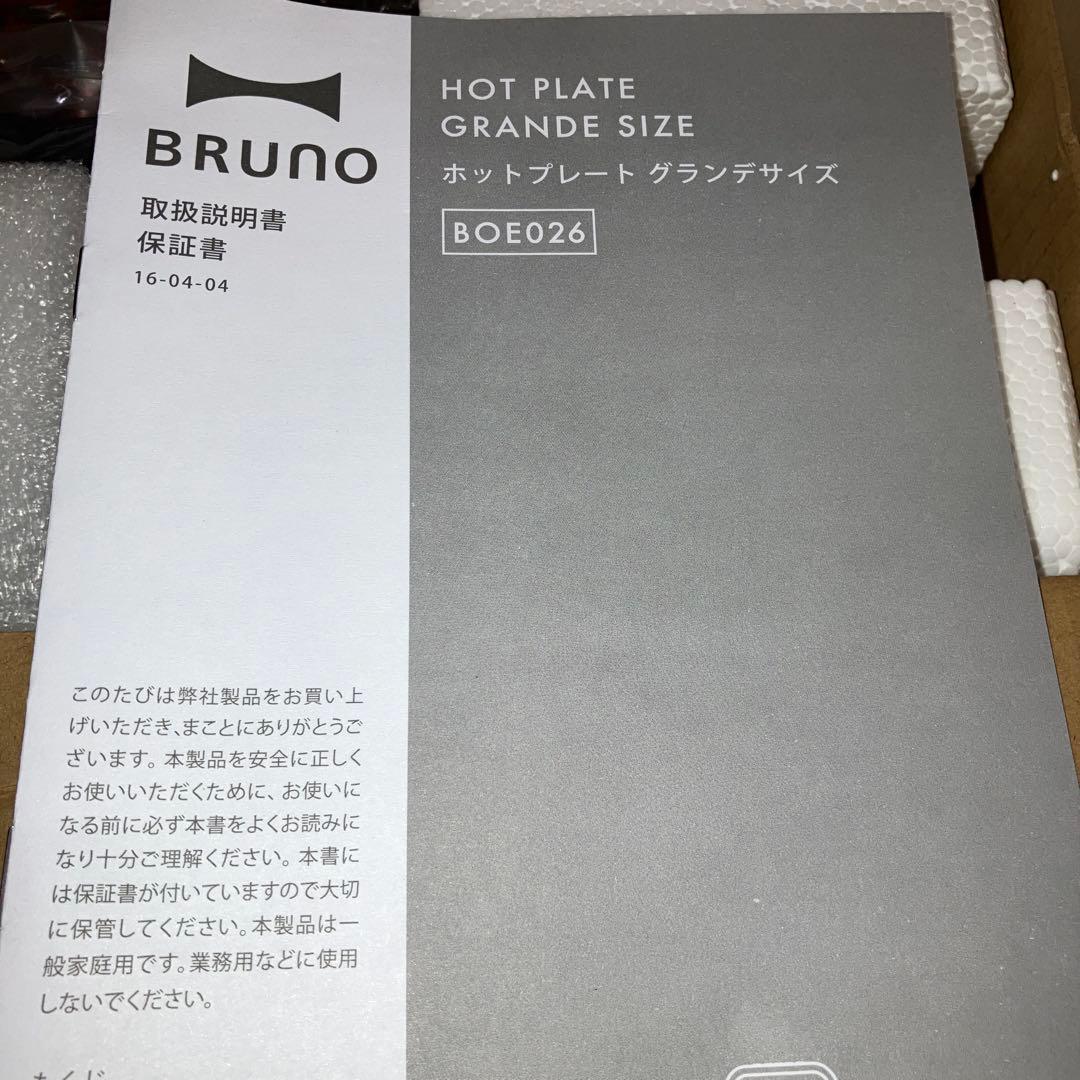 BRUNO
取扱説明書
保証書
16-04-04
HOT PLATE
GRANDE SIZE
ホットプレート グランデサイズ
BOE026
このたびは弊社製品をお買い上
げいただき、まことにありがとうご
ざいます。本製品を安全に正しく
お使いいただくために、お使いに
なる前に必ず本書をよくお読みに
なり十分ご理解ください。本書に
は保証書が付いていますので大切
に保管してください。本製品は一
般家庭用です。業務用などに使用
しないでください。